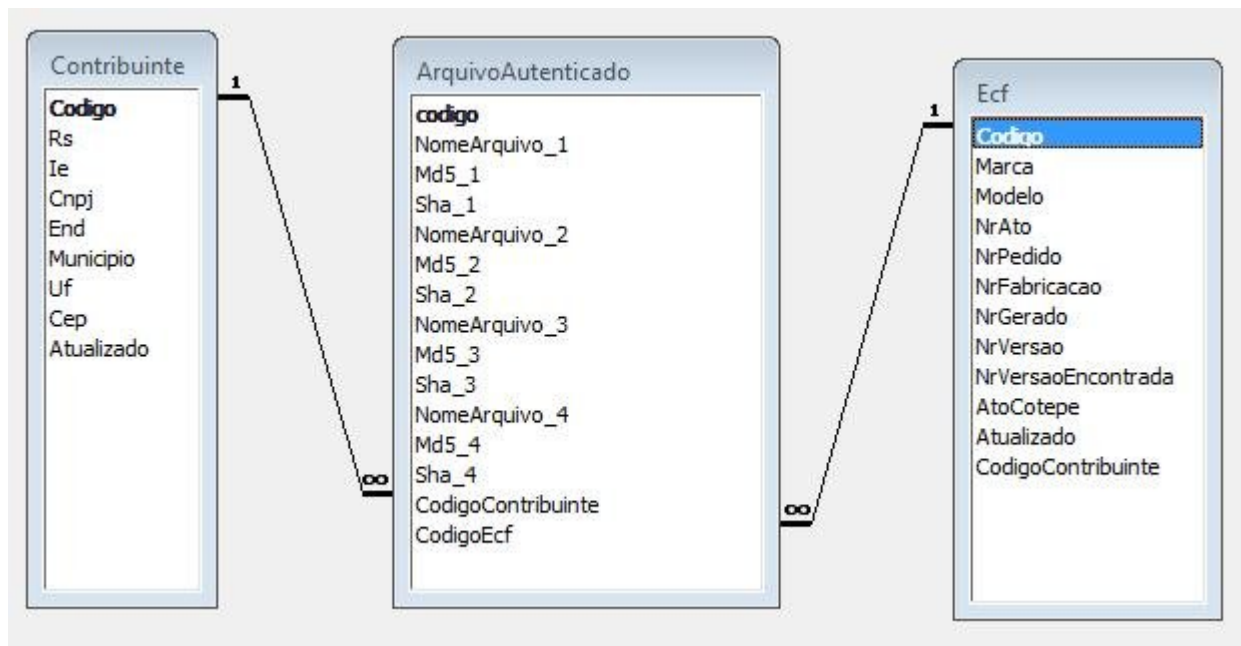 Contribuinte
Codigo
Rs
Ie
Cnpj
End
Municipio
Uf
Cep
Atualizado
1
∞
ArquivoAutenticado
codigo
NomeArquivo_1
Md5_1
Sha_1
NomeArquivo_2
Md5_2
Sha_2
NomeArquivo_3
Md5_3
Sha_3
NomeArquivo_4
Md5_4
Sha_4
CodigoContribuinte
CodigoEcf
1
∞
Ecf
Codigo
Marca
Modelo
NrAto
NrPedido
NrFabricacao
NrGerado
NrVersao
NrVersaoEncontrada
AtoCotepe
Atualizado
CodigoContribuinte